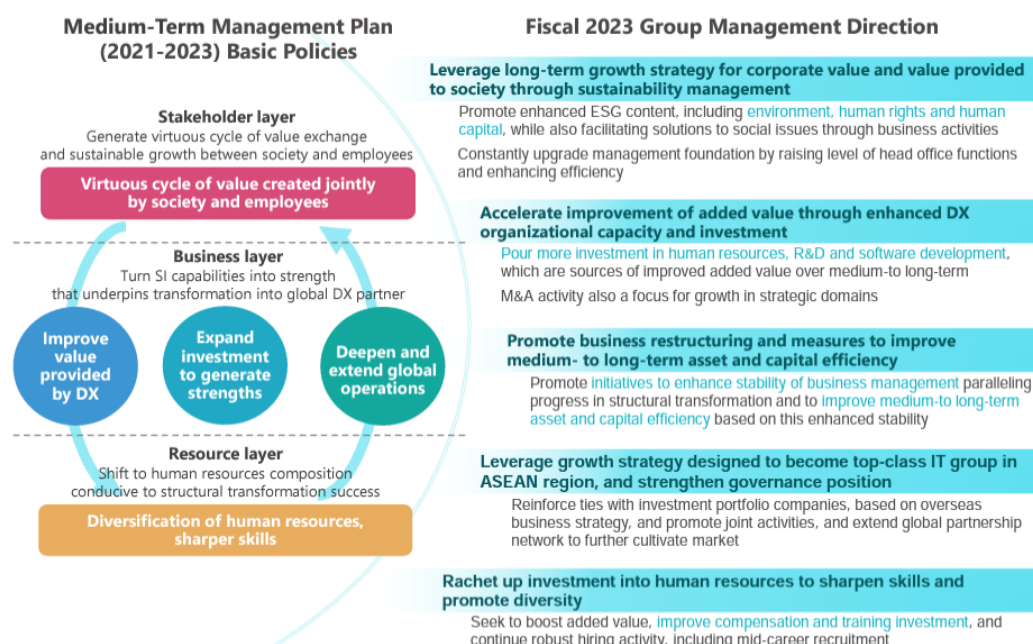 Medium-Term Management Plan
(2021-2023) Basic Policies
Stakeholder layer
Generate virtuous cycle of value exchange
and sustainable growth between society and employees
Virtuous cycle of value created jointly
by society and employees
Business layer
Turn SI capabilities into strength
that underpins transformation into global DX partner
Improve
value
provided
by DX
Expand
investment
to generate
strengths
Deepen and
extend global
operations
Resource layer
Shift to human resources composition
conducive to structural transformation success
Diversification of human resources,
sharper skills
Fiscal 2023 Group Management Direction
Leverage long-term growth strategy for corporate value and value provided
to society through sustainability management
Promote enhanced ESG content, including environment, human rights and human
capital, while also facilitating solutions to social issues through business activities
Constantly upgrade management foundation by raising level of head office functions
and enhancing efficiency
Accelerate improvement of added value through enhanced DX
organizational capacity and investment
Pour more investment in human resources, R&D and software development,
which are sources of improved added value over medium-to long-term
M&A activity also a focus for growth in strategic domains
Promote business restructuring and measures to improve
medium- to long-term asset and capital efficiency
Promote initiatives to enhance stability of business management paralleling
progress in structural transformation and to improve medium-to long-term
asset and capital efficiency based on this enhanced stability
Leverage growth strategy designed to become top-class IT group in
ASEAN region, and strengthen governance position
Reinforce ties with investment portfolio companies, based on overseas
business strategy, and promote joint activities, and extend global partnership
network to further cultivate market
Rachet up investment into human resources to sharpen skills and
promote diversity
Seek to boost added value, improve compensation and training investment, and
continue robust hiring activity, including mid-career recruitment